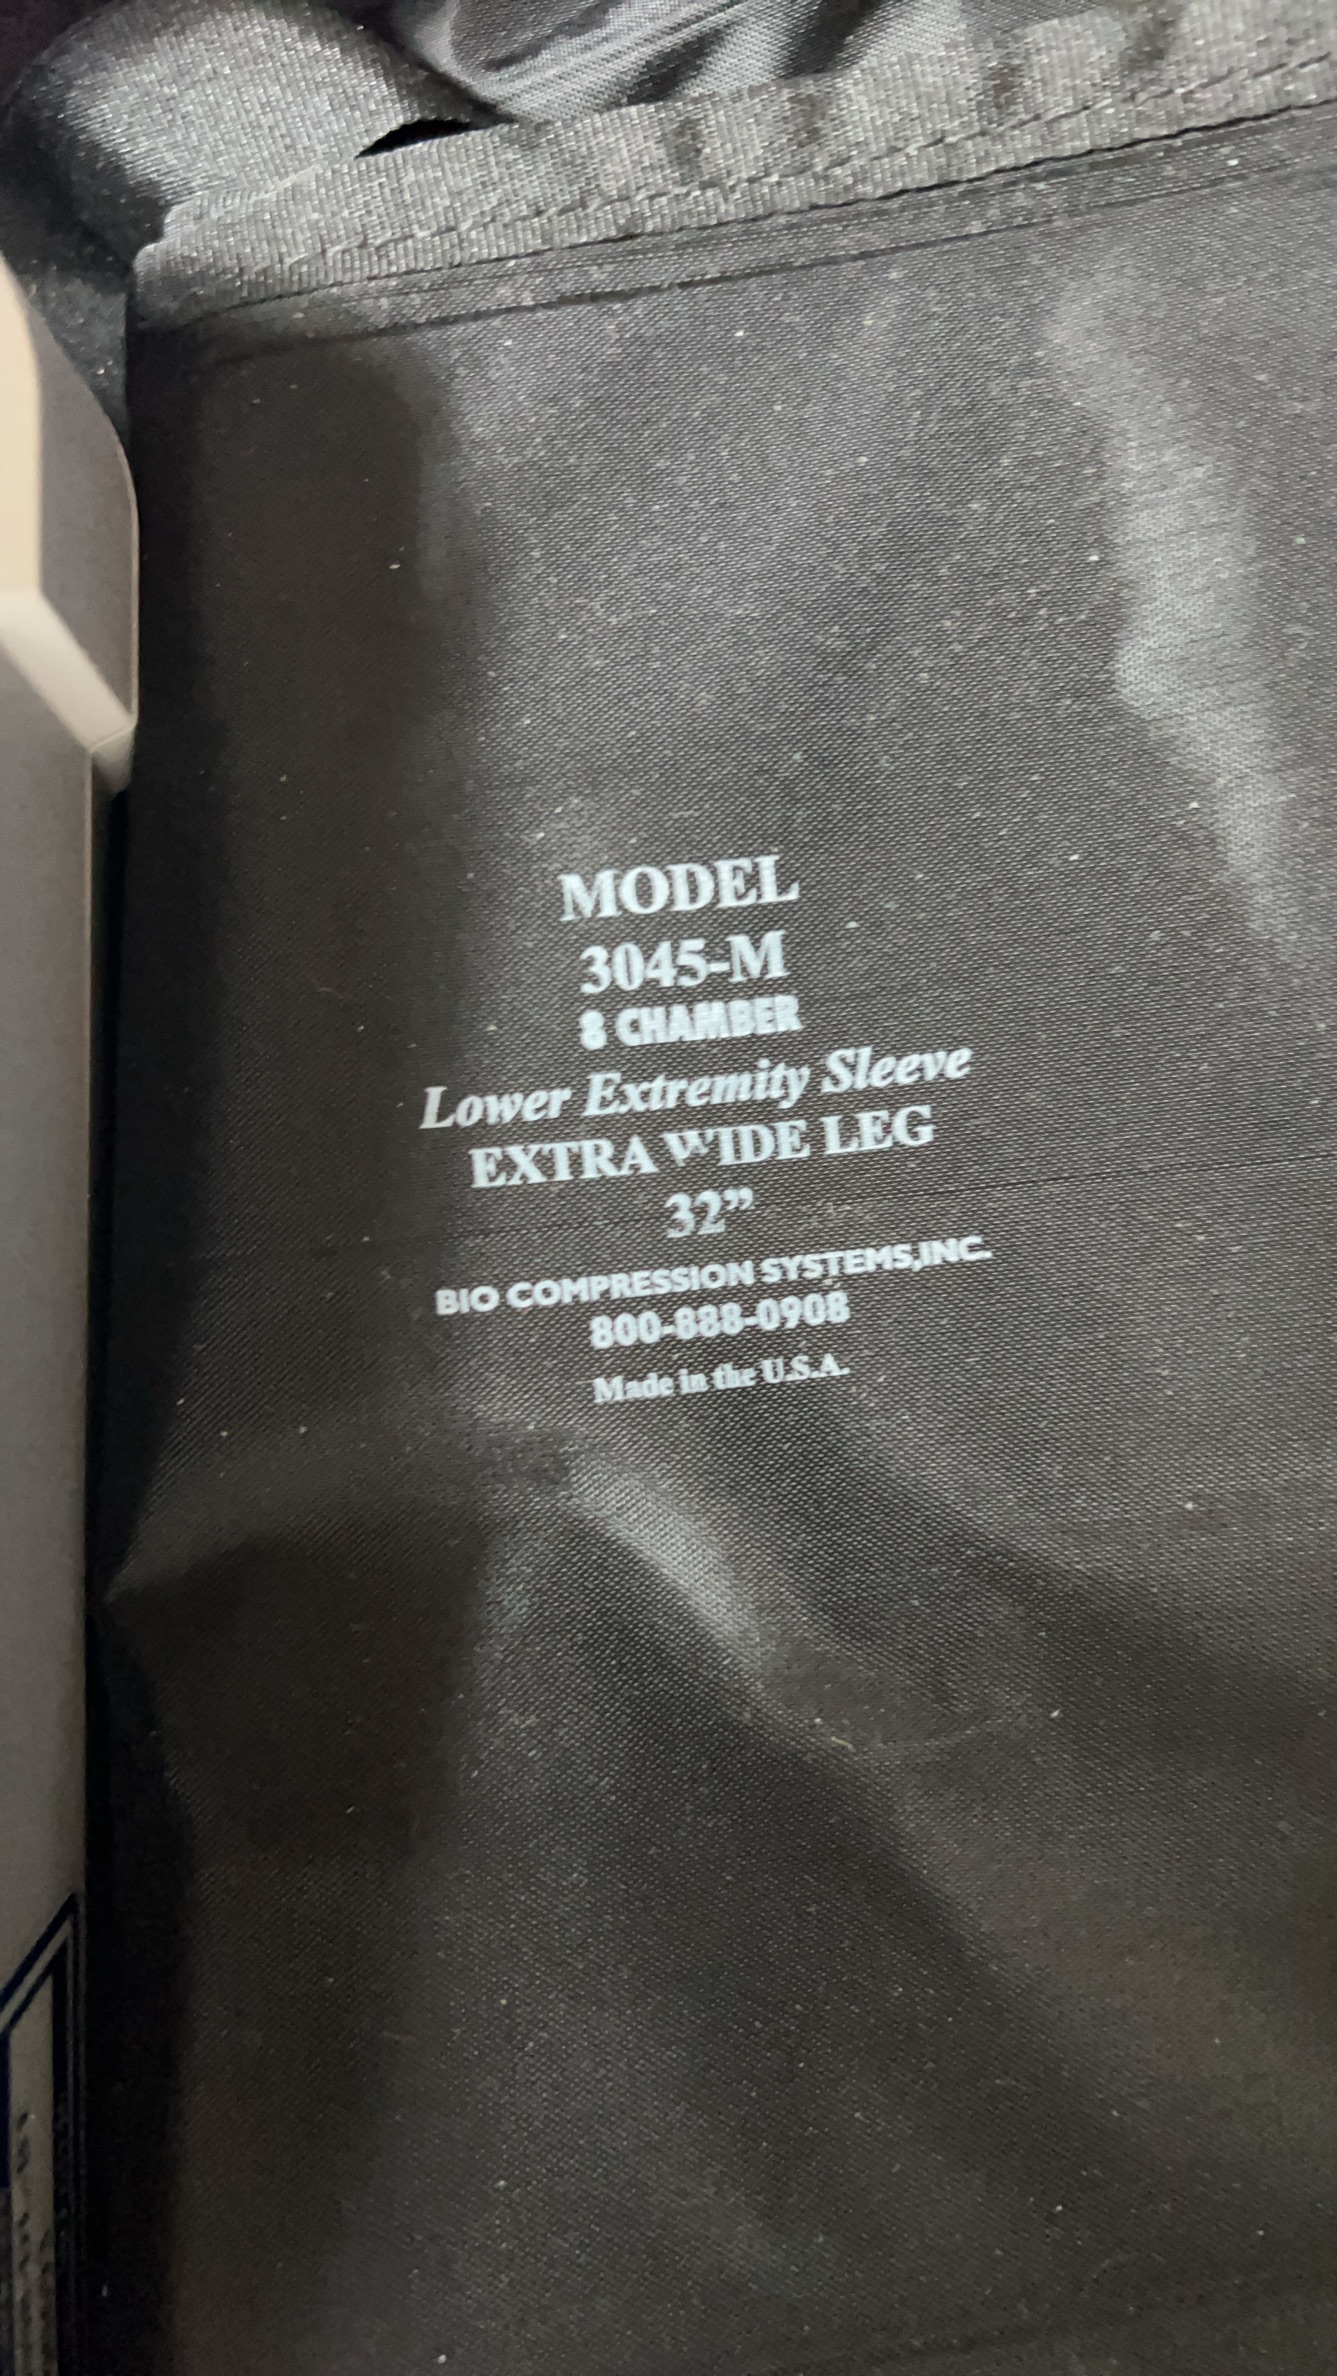 MODEL
3045-M
8 CHAMBER
Lower Extremity Sleeve
EXTRA WIDE LEG
32”
BIO COMPRESSION SYSTEMS,INC.
800-888-0908
Made in the U.S.A.